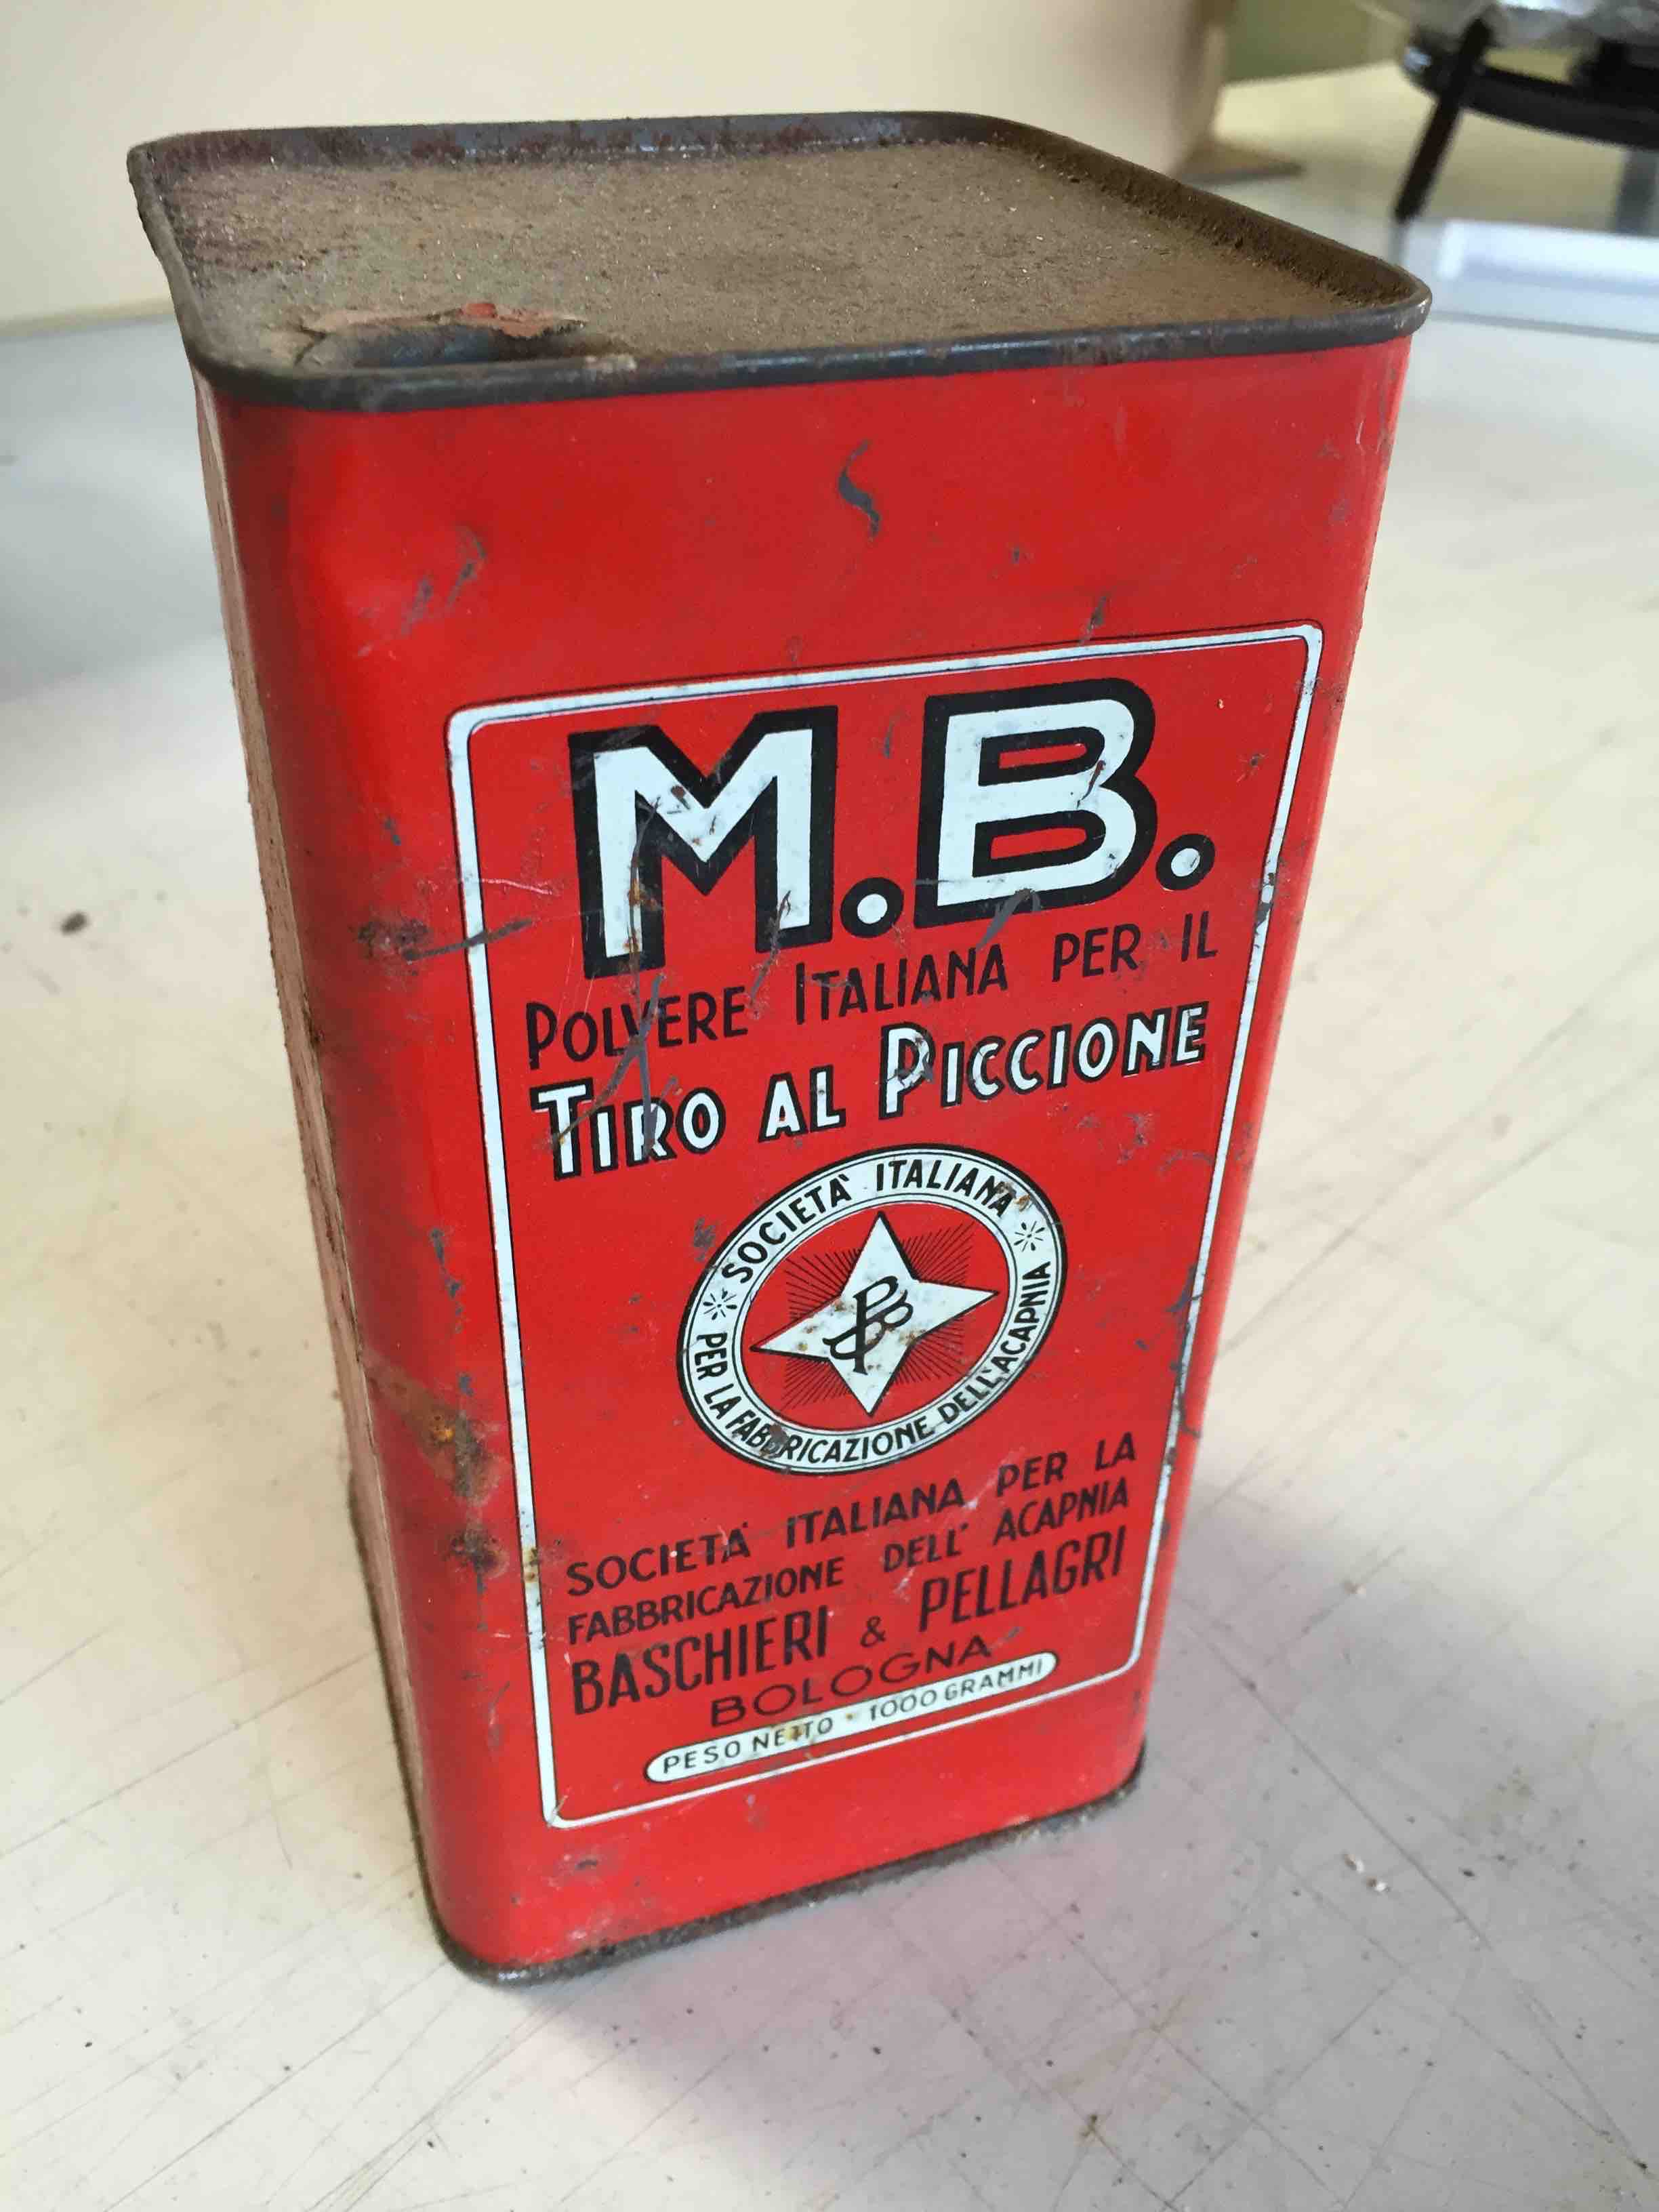 M.B.
POLVERE ITALIANA PER IL
TIRO AL PICCIONE
SOCIETÀ ITALIANA
PER LA FABBRICAZIONE DELL'ACAPNIA
BP
SOCIETÀ ITALIANA PER LA
FABBRICAZIONE DELL' ACAPNIA
BASCHIERI & PELLAGRI
BOLOGNA
PESO NETTO · 1000 GRAMMI